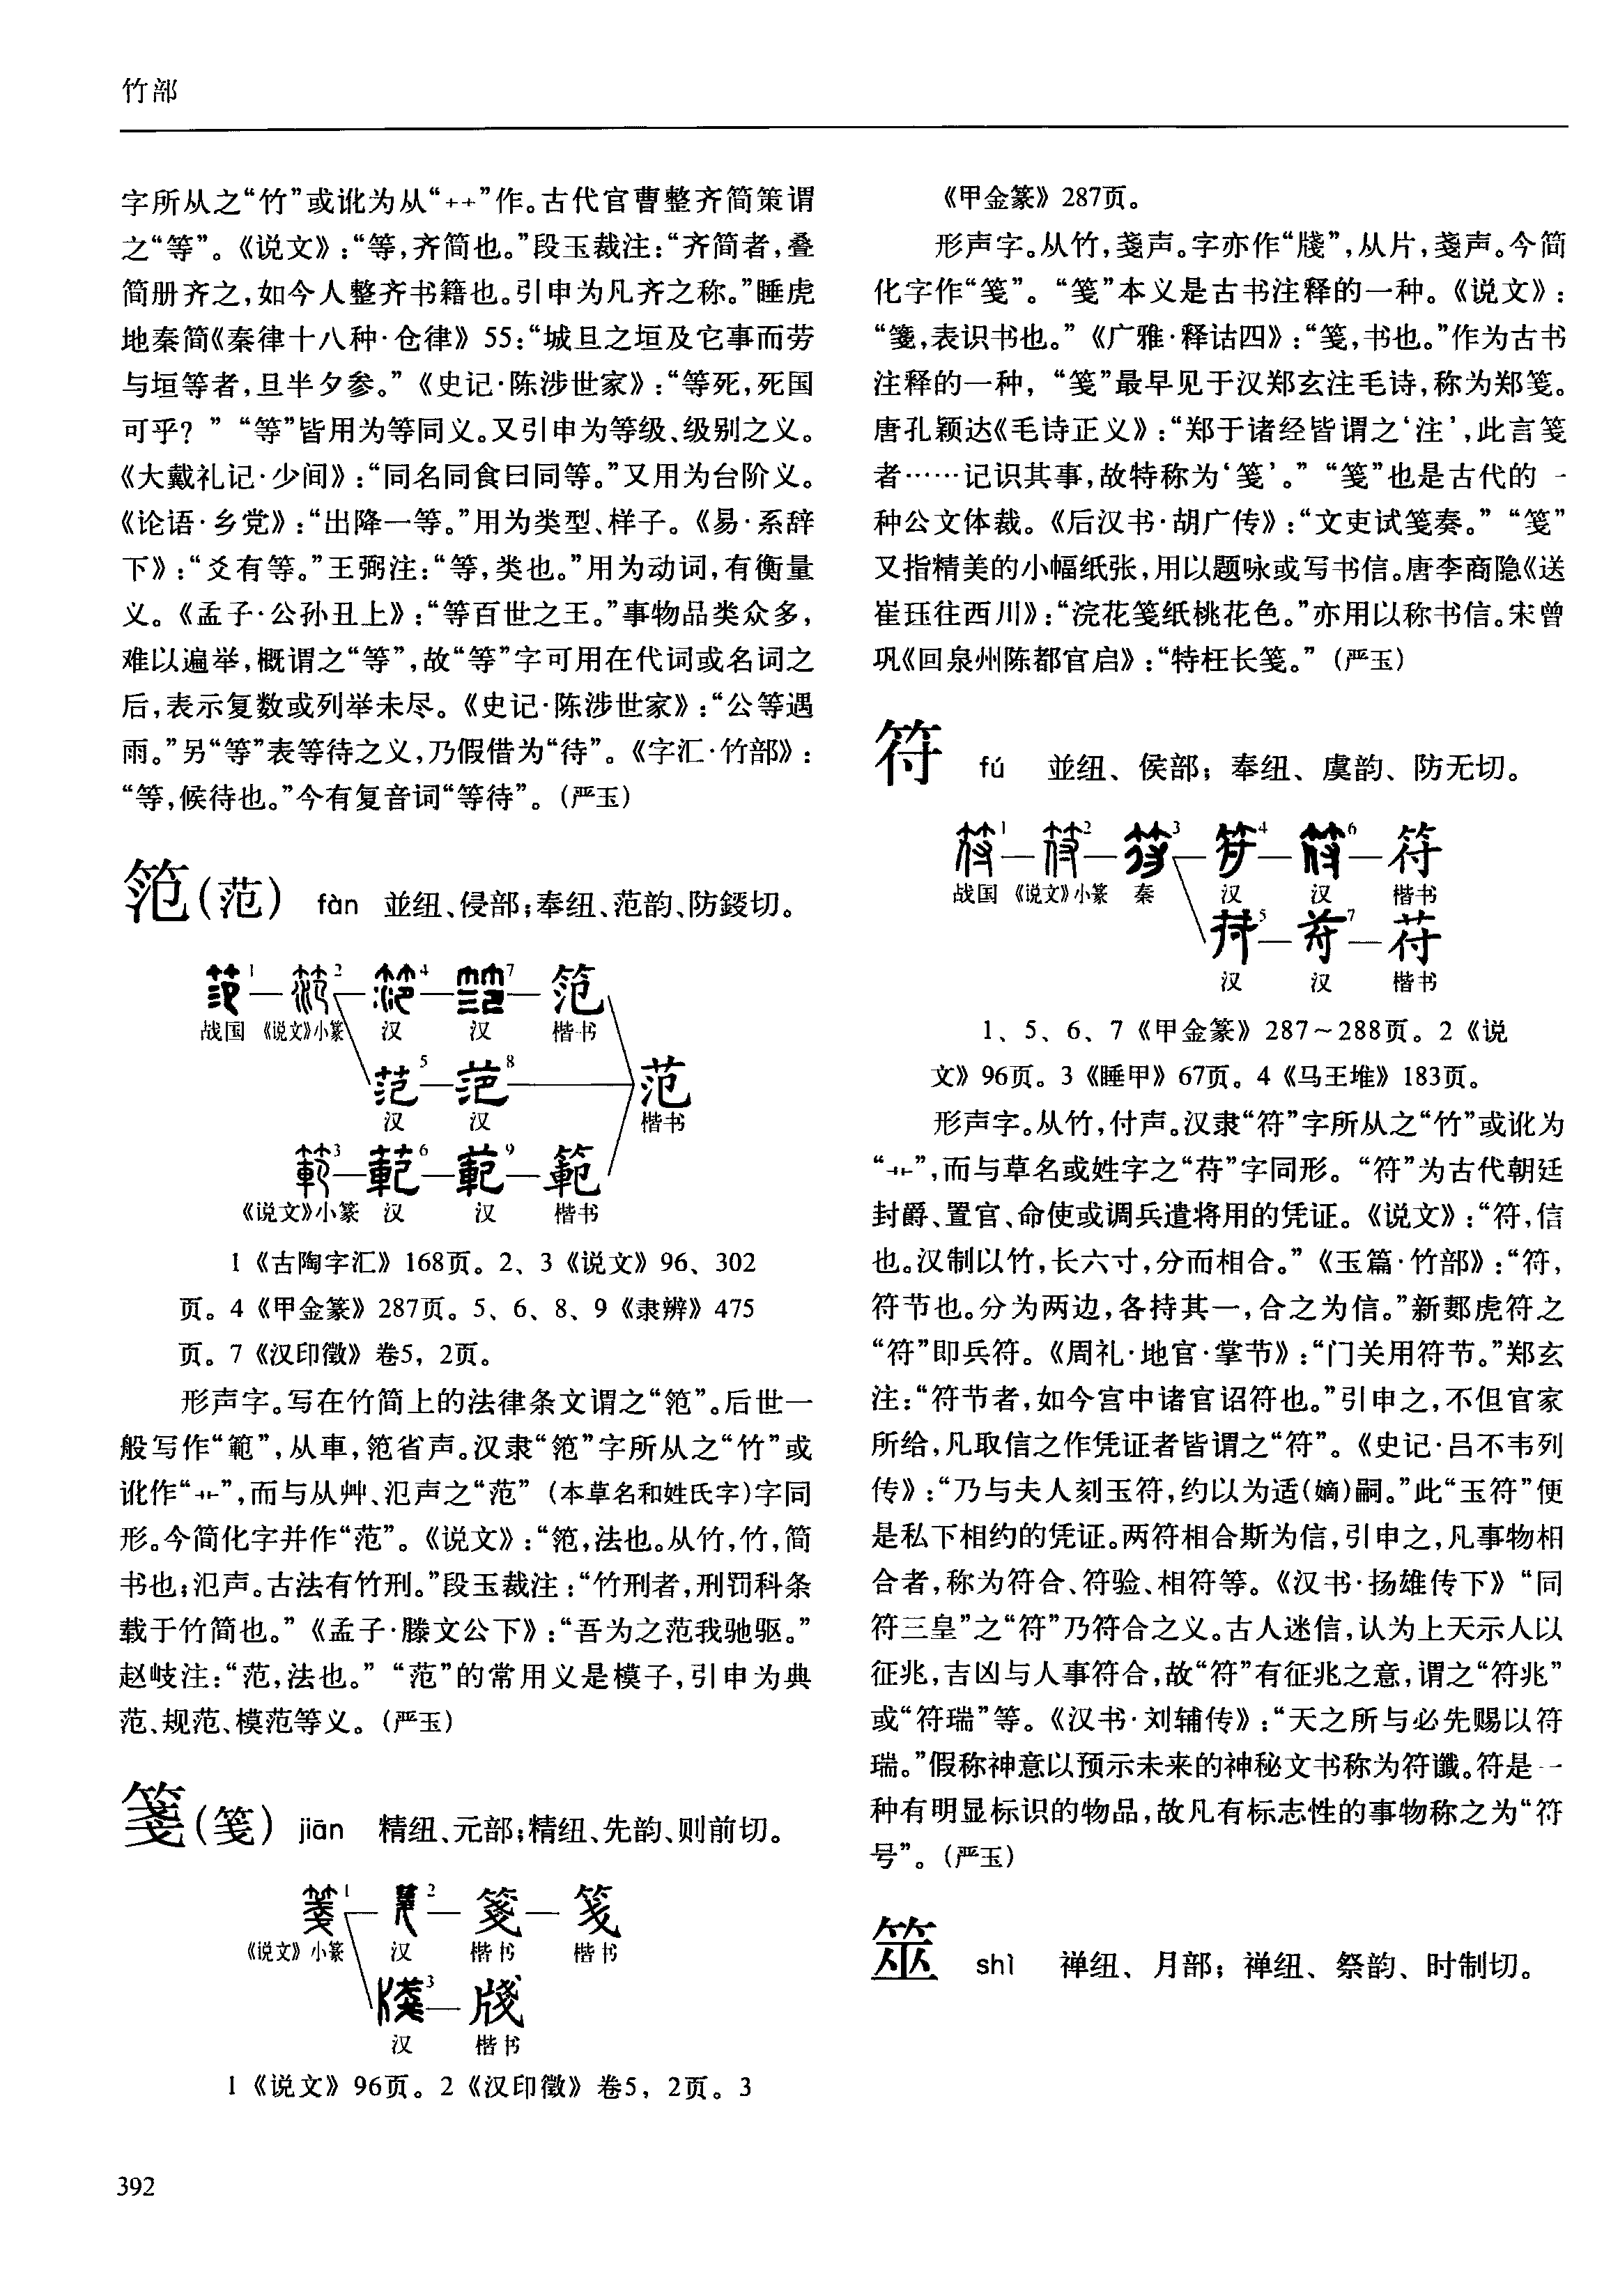 竹部
字所从之“竹”或讹为从“++”作。古代官曹整齐简策谓
之“等”。《说文》:“等,齐简也。”段玉裁注:“齐简者,叠
简册齐之,如今人整齐书籍也。引申为凡齐之称。”睡虎
地秦简《秦律十八种·仓律》55:“城旦之垣及它事而劳
与垣等者,旦半夕参。”《史记·陈涉世家》:“等死,死国
可乎?”“等”皆用为等同义。又引申为等级、级别之义。
《大戴礼记·少间》:“同名同食曰同等。”又用为台阶义。
《论语·乡党》:“出降一等。”用为类型、样子。《易·系辞
下》:“爻有等。”王弼注:“等,类也。”用为动词,有衡量
义。《孟子·公孙丑上》:“等百世之王。”事物品类众多,
难以遍举,概谓之“等”,故“等”字可用在代词或名词之
后,表示复数或列举未尽。《史记·陈涉世家》:“公等遇
雨。”另“等”表等待之义,乃假借为“待”。《字汇·竹部》:
“等,候待也。”今有复音词“等待”。(严玉)
笵(范) fàn 並纽、侵部;奉纽、范韵、防錽切。
笵1—笵2—笵4—笵7—笵
战国 《说文》小篆 汉 汉 楷书
范5—范8—范
汉 汉 楷书
範3—範6—範9—範
《说文》小篆 汉 汉 楷书
1《古陶字汇》168页。2、3《说文》96、302
页。4《甲金篆》287页。5、6、8、9《隶辨》475
页。7《汉印徵》卷5,2页。
形声字。写在竹简上的法律条文谓之“笵”。后世一
般写作“範”,从車,笵省声。汉隶“笵”字所从之“竹”或
讹作“艹”,而与从艸、氾声之“范”(本草名和姓氏字)字同
形。今简化字并作“范”。《说文》:“笵,法也。从竹,竹,简
书也;氾声。古法有竹刑。”段玉裁注:“竹刑者,刑罚科条
载于竹简也。”《孟子·滕文公下》:“吾为之范我驰驱。”
赵岐注:“范,法也。”“范”的常用义是模子,引申为典
范、规范、模范等义。(严玉)
箋(笺) jiān 精纽、元部;精纽、先韵、则前切。
箋1—箋2—箋—笺
《说文》小篆 汉 楷书 楷书
牋3—牋
汉 楷书
1《说文》96页。2《汉印徵》卷5,2页。3
《甲金篆》287页。
形声字。从竹,戔声。字亦作“牋”,从片,戔声。今简
化字作“笺”。“笺”本义是古书注释的一种。《说文》:
“箋,表识书也。”《广雅·释诂四》:“笺,书也。”作为古书
注释的一种,“笺”最早见于汉郑玄注毛诗,称为郑笺。
唐孔颖达《毛诗正义》:“郑于诸经皆谓之‘注’,此言笺
者……记识其事,故特称为‘笺’。”“笺”也是古代的一
种公文体裁。《后汉书·胡广传》:“文吏试笺奏。”“笺”
又指精美的小幅纸张,用以题咏或写书信。唐李商隐《送
崔珏往西川》:“浣花笺纸桃花色。”亦用以称书信。宋曾
巩《回泉州陈都官启》:“特枉长笺。”(严玉)
符 fú 並纽、侯部;奉纽、虞韵、防无切。
符1—符2—符3—符4—符6—符
战国 《说文》小篆 秦 汉 汉 楷书
苻5—苻7—苻
汉 汉 楷书
1、5、6、7《甲金篆》287~288页。2《说
文》96页。3《睡甲》67页。4《马王堆》183页。
形声字。从竹,付声。汉隶“符”字所从之“竹”或讹为
“艹”,而与草名或姓字之“苻”字同形。“符”为古代朝廷
封爵、置官、命使或调兵遣将用的凭证。《说文》:“符,信
也。汉制以竹,长六寸,分而相合。”《玉篇·竹部》:“符,
符节也。分为两边,各持其一,合之为信。”新郪虎符之
“符”即兵符。《周礼·地官·掌节》:“门关用符节。”郑玄
注:“符节者,如今宫中诸官诏符也。”引申之,不但官家
所给,凡取信之作凭证者皆谓之“符”。《史记·吕不韦列
传》:“乃与夫人刻玉符,约以为适(嫡)嗣。”此“玉符”便
是私下相约的凭证。两符相合斯为信,引申之,凡事物相
合者,称为符合、符验、相符等。《汉书·扬雄传下》“同
符三皇”之“符”乃符合之义。古人迷信,认为上天示人以
征兆,吉凶与人事符合,故“符”有征兆之意,谓之“符兆”
或“符瑞”等。《汉书·刘辅传》:“天之所与必先赐以符
瑞。”假称神意以预示未来的神秘文书称为符谶。符是一
种有明显标识的物品,故凡有标志性的事物称之为“符
号”。(严玉)
筮 shì 禅纽、月部;禅纽、祭韵、时制切。
392